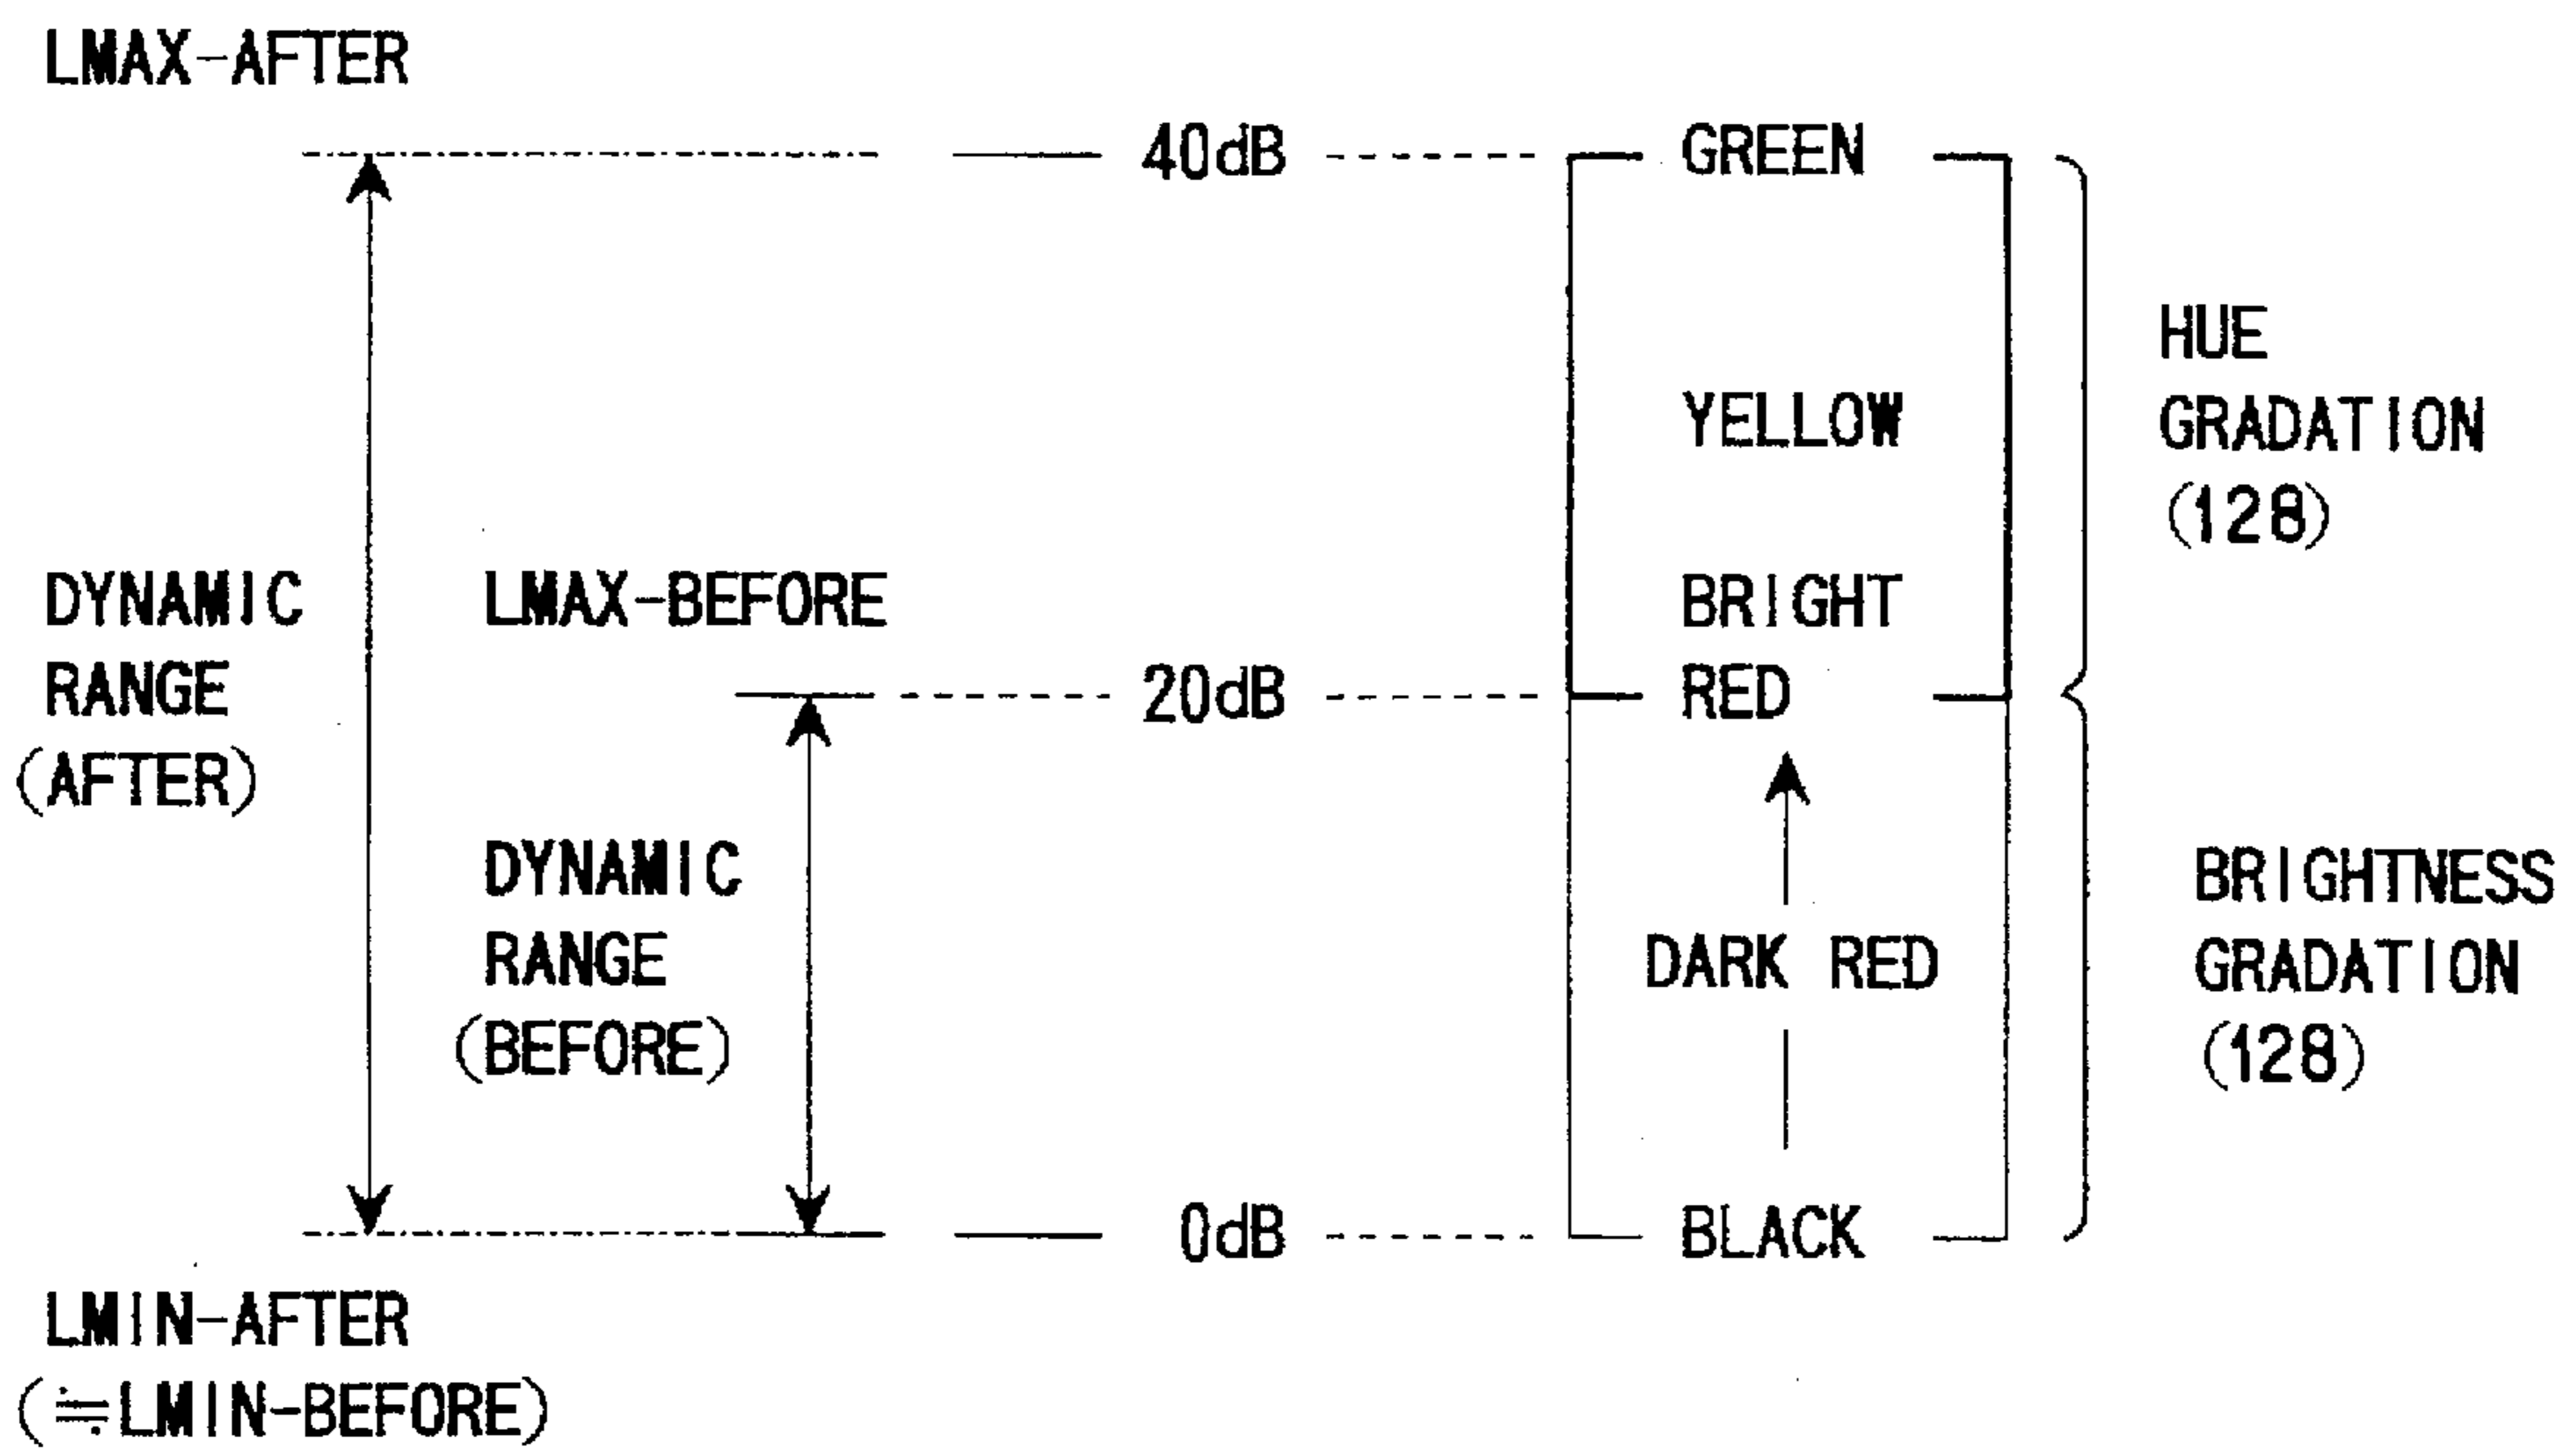 LMAX-AFTER
40dB
GREEN
YELLOW
HUE
GRADATION
(128)
DYNAMIC
RANGE
(AFTER)
LMAX-BEFORE
20dB
BRIGHT
RED
DYNAMIC
RANGE
(BEFORE)
DARK RED
BRIGHTNESS
GRADATION
(128)
0dB
BLACK
LMIN-AFTER
(≒LMIN-BEFORE)